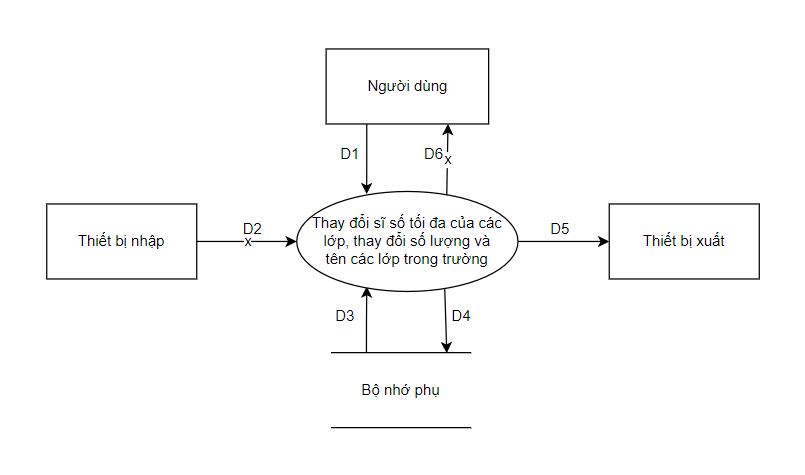 Người dùng
D1
D6
x
Thiết bị nhập
D2
x
Thay đổi sĩ số tối đa của các
lớp, thay đổi số lượng và
tên các lớp trong trường
D5
Thiết bị xuất
D3
D4
Bộ nhớ phụ